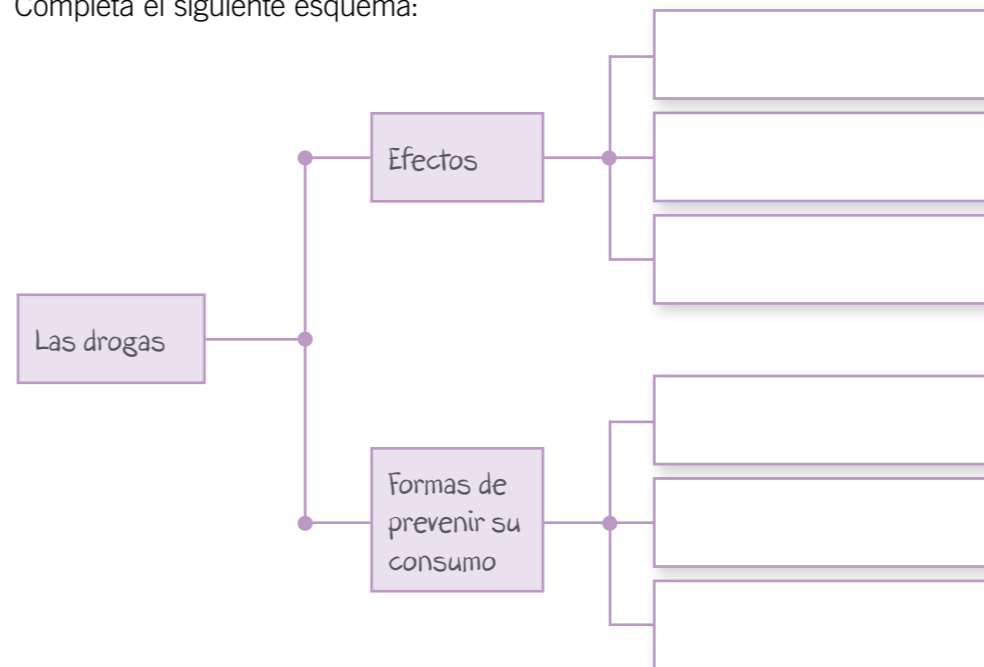 Completa el siguiente esquema:
Efectos
Las drogas
Formas de
prevenir su
consumo